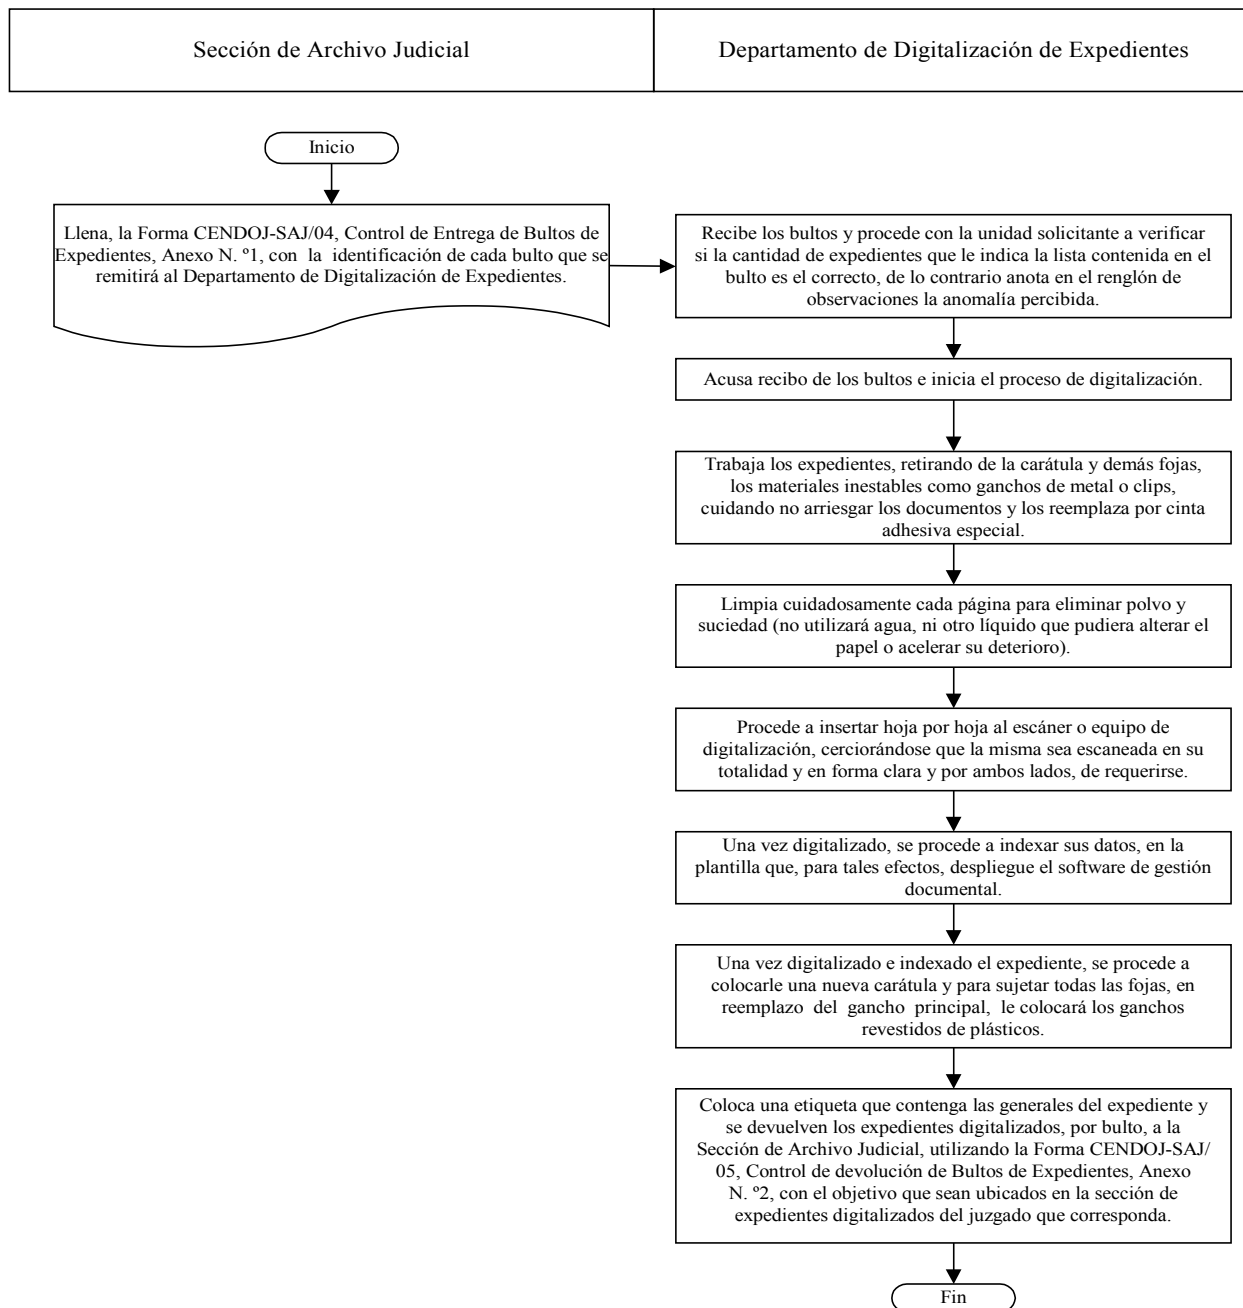 Sección de Archivo Judicial
Departamento de Digitalización de Expedientes
Inicio
Llena, la Forma CENDOJ-SAJ/04, Control de Entrega de Bultos de
Expedientes, Anexo N. º1, con la identificación de cada bulto que se
remitirá al Departamento de Digitalización de Expedientes.
Recibe los bultos y procede con la unidad solicitante a verificar
si la cantidad de expedientes que le indica la lista contenida en el
bulto es el correcto, de lo contrario anota en el renglón de
observaciones la anomalía percibida.
Acusa recibo de los bultos e inicia el proceso de digitalización.
Trabaja los expedientes, retirando de la carátula y demás fojas,
los materiales inestables como ganchos de metal o clips,
cuidando no arriesgar los documentos y los reemplaza por cinta
adhesiva especial.
Limpia cuidadosamente cada página para eliminar polvo y
suciedad (no utilizará agua, ni otro líquido que pudiera alterar el
papel o acelerar su deterioro).
Procede a insertar hoja por hoja al escáner o equipo de
digitalización, cerciorándose que la misma sea escaneada en su
totalidad y en forma clara y por ambos lados, de requerirse.
Una vez digitalizado, se procede a indexar sus datos, en la
plantilla que, para tales efectos, despliegue el software de gestión
documental.
Una vez digitalizado e indexado el expediente, se procede a
colocarle una nueva carátula y para sujetar todas las fojas, en
reemplazo del gancho principal, le colocará los ganchos
revestidos de plásticos.
Coloca una etiqueta que contenga las generales del expediente y
se devuelven los expedientes digitalizados, por bulto, a la
Sección de Archivo Judicial, utilizando la Forma CENDOJ-SAJ/
05, Control de devolución de Bultos de Expedientes, Anexo
N. º2, con el objetivo que sean ubicados en la sección de
expedientes digitalizados del juzgado que corresponda.
Fin